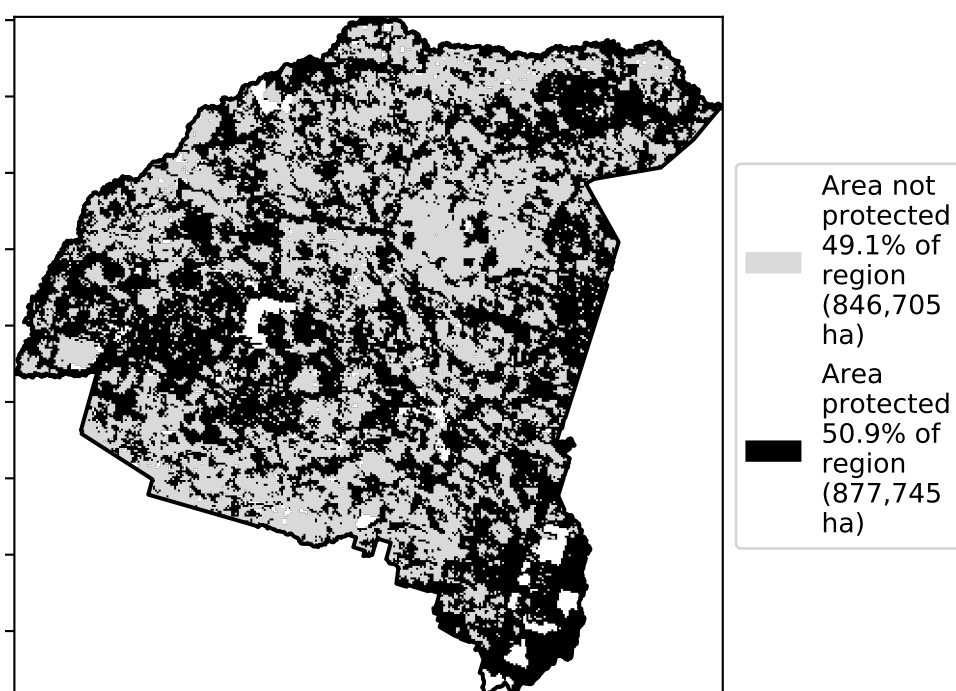 Area not
protected
49.1% of
region
(846,705
ha)
Area
protected
50.9% of
region
(877,745
ha)